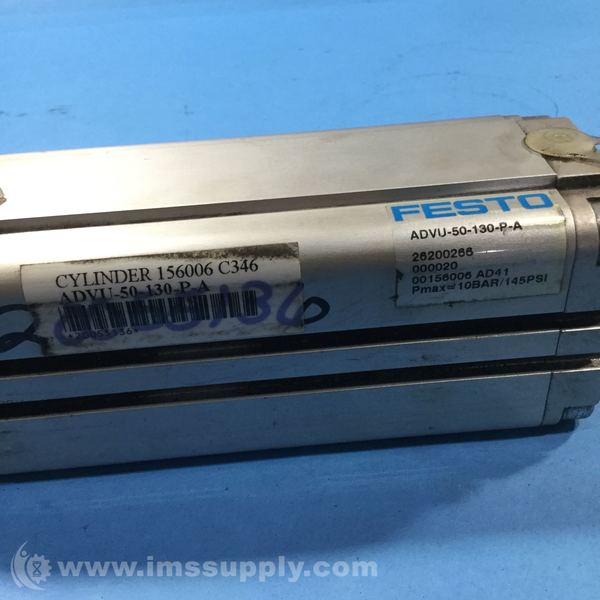 FESTO
ADVU-50-130-P-A
26200266
000020
00156006 AD41
Pmax=10BAR/145PSI
CYLINDER 156006 C346
ADVU-50-130-P-A
www.imssupply.com